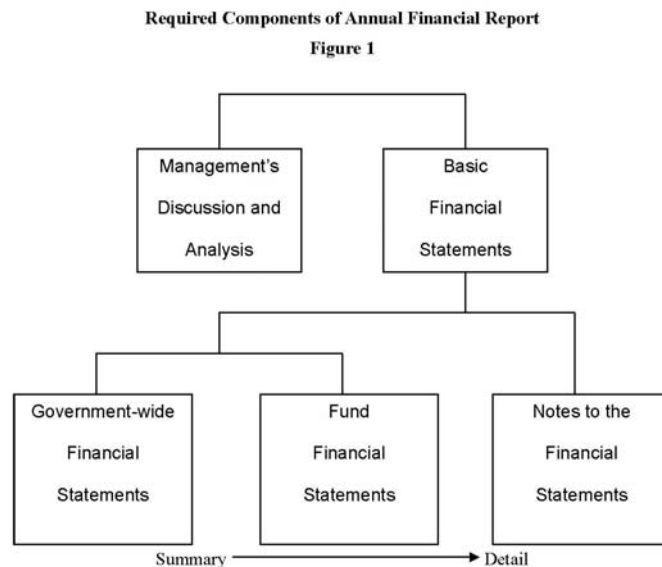 Required Components of Annual Financial Report
Figure 1
Management's
Discussion and
Analysis
Basic
Financial
Statements
Government-wide
Financial
Statements
Fund
Financial
Statements
Notes to the
Financial
Statements
Summary
Detail